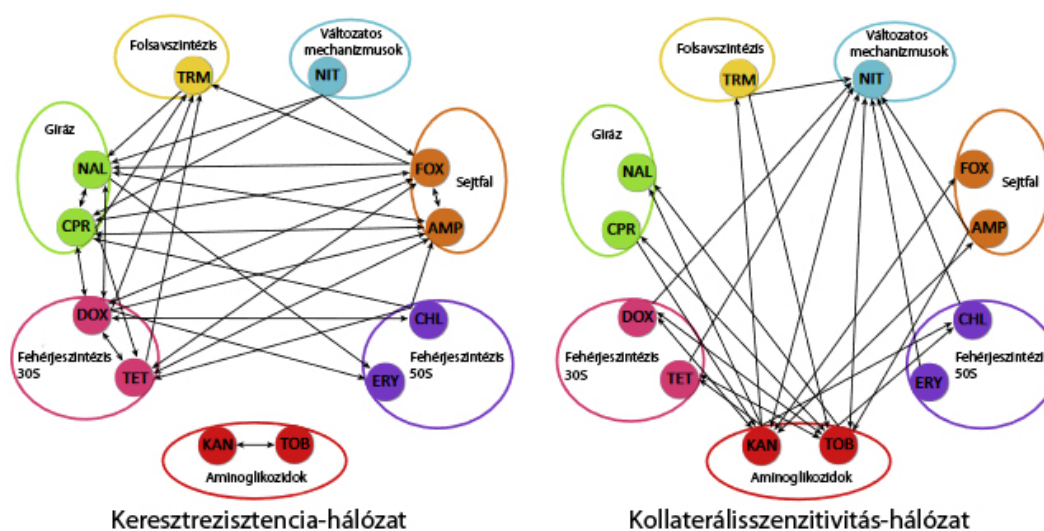 Folsavszintézis
TRM
Változatos
mechanizmusok
NIT
Giráz
NAL
CPR
FOX
Sejtfal
AMP
DOX
Fehérjeszintézis
30S
TET
CHL
Fehérjeszintézis
50S
ERY
KAN
TOB
Aminoglikozidok
Keresztrezisztencia-hálózat
Folsavszintézis
TRM
Változatos
mechanizmusok
NIT
Giráz
NAL
CPR
FOX
Sejtfal
AMP
DOX
Fehérjeszintézis
30S
TET
CHL
Fehérjeszintézis
50S
ERY
KAN
TOB
Aminoglikozidok
Kollaterálisszenzitivitás-hálózat